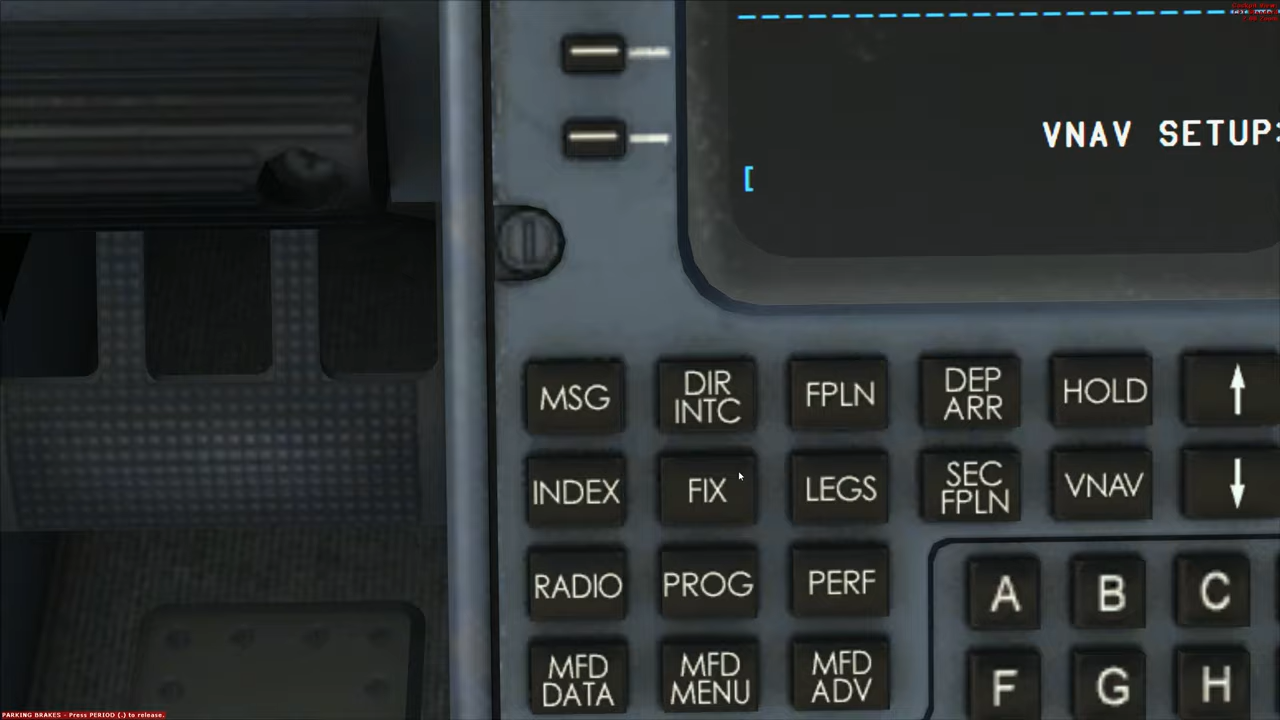 VNAV SETUP:
[
MSG
DIR
INTC
FPLN
DEP
ARR
HOLD
↑
INDEX
FIX
LEGS
SEC
FPLN
VNAV
↓
RADIO
PROG
PERF
A
B
C
MFD
DATA
MFD
MENU
MFD
ADV
F
G
H
PARKING BRAKES - Press PERIOD (.) to release.